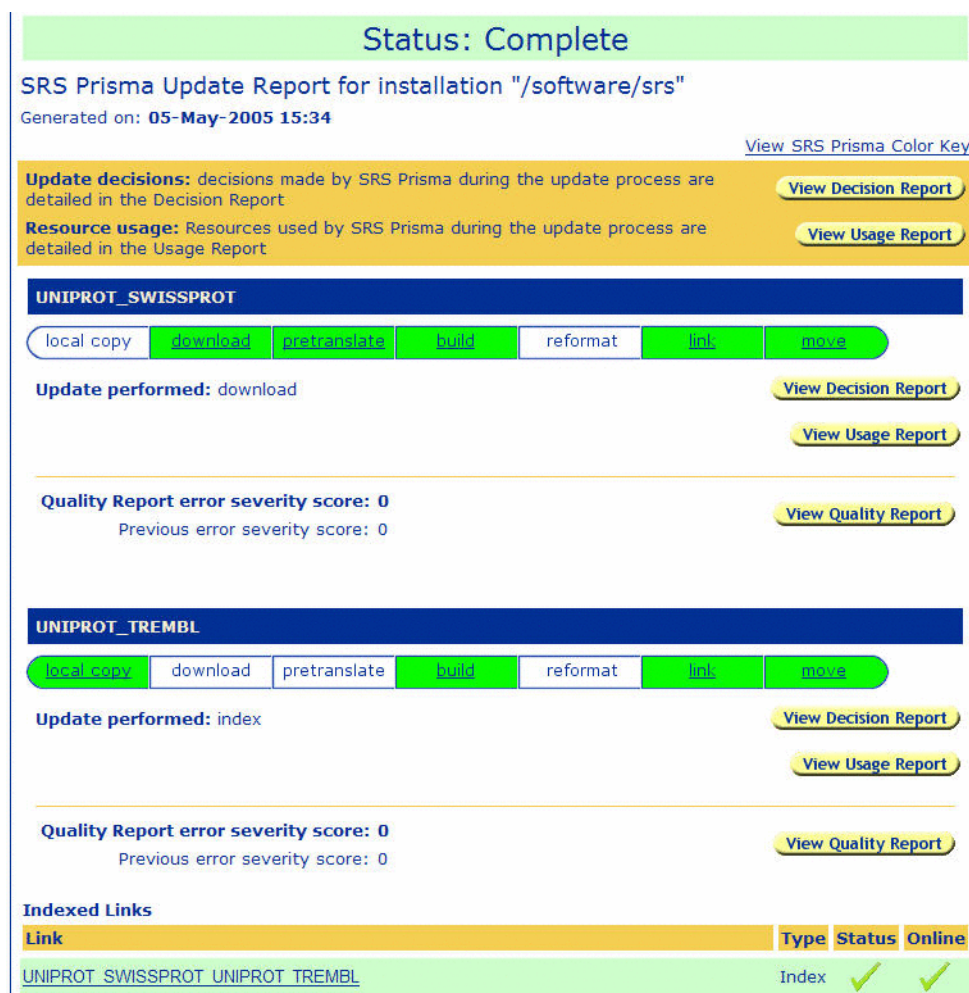 Status: Complete
SRS Prisma Update Report for installation "/software/srs"
Generated on: 05-May-2005 15:34
View SRS Prisma Color Key
Update decisions: decisions made by SRS Prisma during the update process are
detailed in the Decision Report
View Decision Report
Resource usage: Resources used by SRS Prisma during the update process are
detailed in the Usage Report
View Usage Report
UNIPROT_SWISSPROT
local copy download pretranslate build reformat link move
Update performed: download
View Decision Report
View Usage Report
Quality Report error severity score: 0
Previous error severity score: 0
View Quality Report
UNIPROT_TREMBL
local copy download pretranslate build reformat link move
Update performed: index
View Decision Report
View Usage Report
Quality Report error severity score: 0
Previous error severity score: 0
View Quality Report
Indexed Links
Link Type Status Online
UNIPROT_SWISSPROT_UNIPROT_TREMBL Index